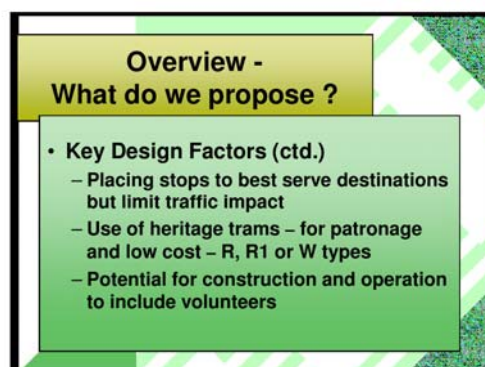 Overview -
What do we propose ?
• Key Design Factors (ctd.)
– Placing stops to best serve destinations
but limit traffic impact
– Use of heritage trams – for patronage
and low cost – R, R1 or W types
– Potential for construction and operation
to include volunteers